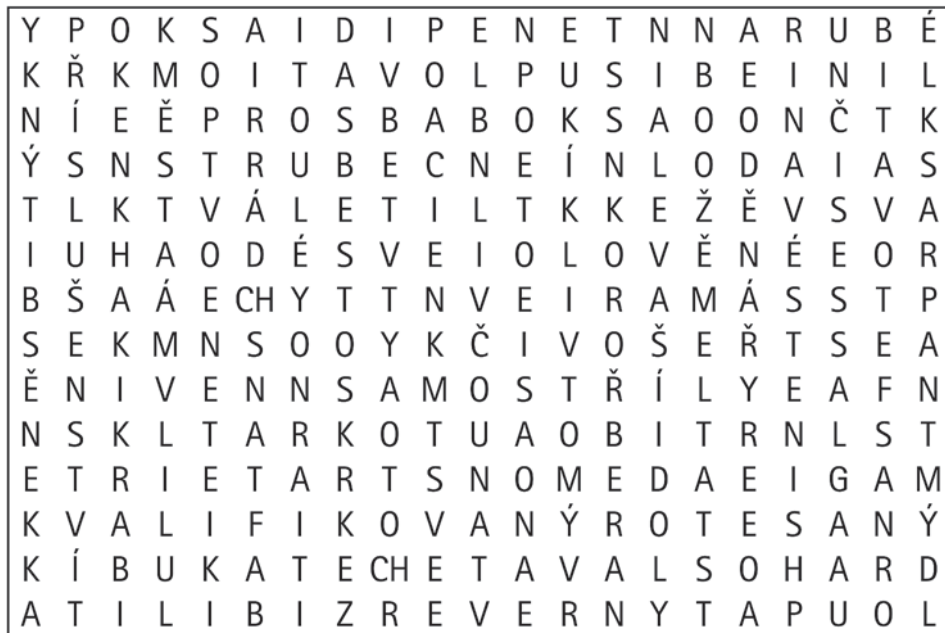 Y P O K S A I D I P E N E T N N A R U B É
K Ř K M O I T A V O L P U S I B E I N I L
N Í E Ě P R O S B A B O K S A O O N Č T K
Ý S N S T R U B E C N E Í N L O D A I A S
T L K T V Á L E T I L T K K E Ž Ě V S V A
I U H A O D É S V E I O L O V Ě N É E O R
B Š A Á E CH Y T T N V E I R A M Á S S T P
S E K M N S O O Y K Č I V O Š E Ř T S E A
Ě N I V E N N S A M O S T Ř Í L Y E A F N
N S K L T A R K O T U A O B I T R N L S T
E T R I E T A R T S N O M E D A E I G A M
K V A L I F I K O V A N Ý R O T E S A N Ý
K Í B U K A T E CH E T A V A L S O H A R D
A T I L I B I Z R E V E R N Y T A P U O L